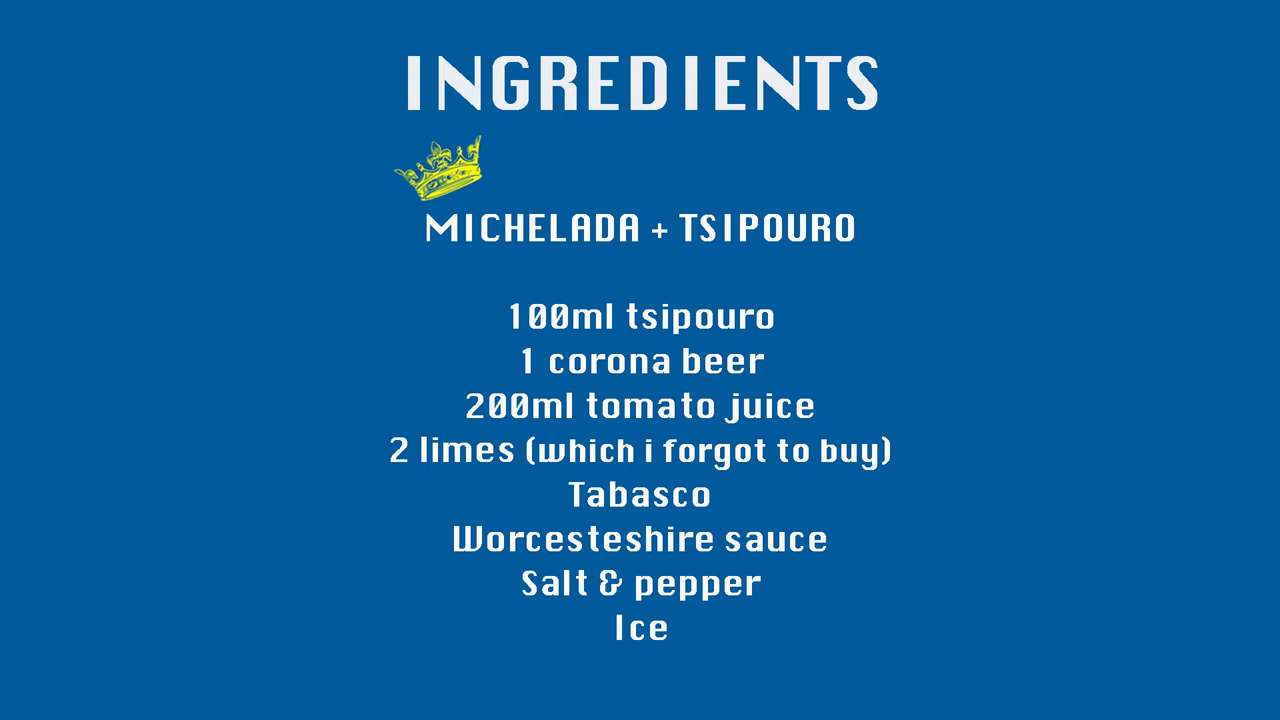 INGREDIENTS
MICHELADA + TSIPOURO
100ml tsipouro
1 corona beer
200ml tomato juice
2 limes (which i forgot to buy)
Tabasco
Worcesteshire sauce
Salt & pepper
Ice